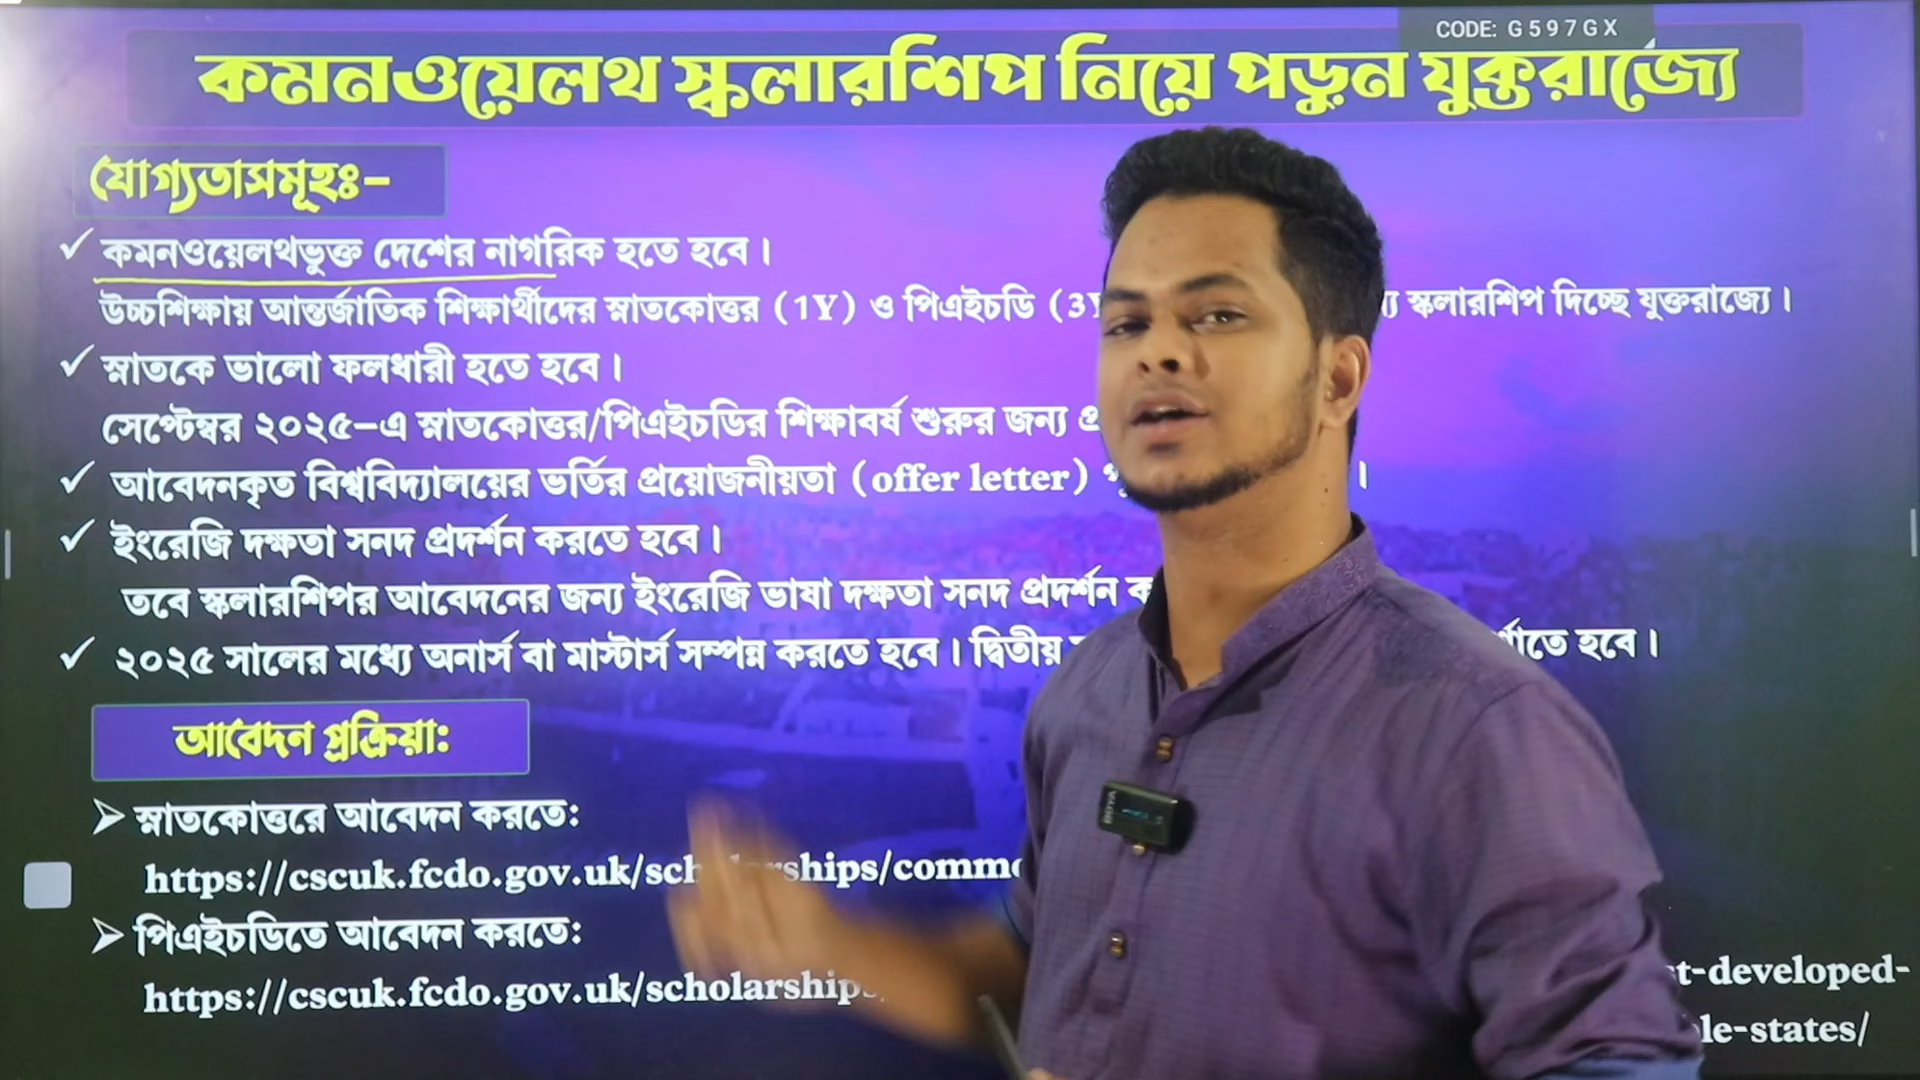 CODE: G597GX
কমনওয়েলথ স্কলারশিপ নিয়ে পড়ুন যুক্তরাজ্যে
যোগ্যতাসমূহঃ-
✓ কমনওয়েলথভুক্ত দেশের নাগরিক হতে হবে।
উচ্চশিক্ষায় আন্তর্জাতিক শিক্ষার্থীদের স্নাতকোত্তর (1Y) ও পিএইচডি (3 স্কলারশিপ দিচ্ছে যুক্তরাজ্যে।
✓ স্নাতকে ভালো ফলধারী হতে হবে।
সেপ্টেম্বর ২০২৫-এ স্নাতকোত্তর/পিএইচডির শিক্ষাবর্ষ শুরুর জন্য
✓ আবেদনকৃত বিশ্ববিদ্যালয়ের ভর্তির প্রয়োজনীয়তা (offer letter) ।
✓ ইংরেজি দক্ষতা সনদ প্রদর্শন করতে হবে।
তবে স্কলারশিপর আবেদনের জন্য ইংরেজি ভাষা দক্ষতা সনদ প্রদর্শন
✓ ২০২৫ সালের মধ্যে অনার্স বা মাস্টার্স সম্পন্ন করতে হবে। দ্বিতীয় হবে।
আবেদন প্রক্রিয়া:
➢ স্নাতকোত্তরে আবেদন করতে:
https://cscuk.fcdo.gov.uk/scholarships/comm
➢ পিএইচডিতে আবেদন করতে:
https://cscuk.fcdo.gov.uk/scholarships t-developed-
le-states/
BOYA